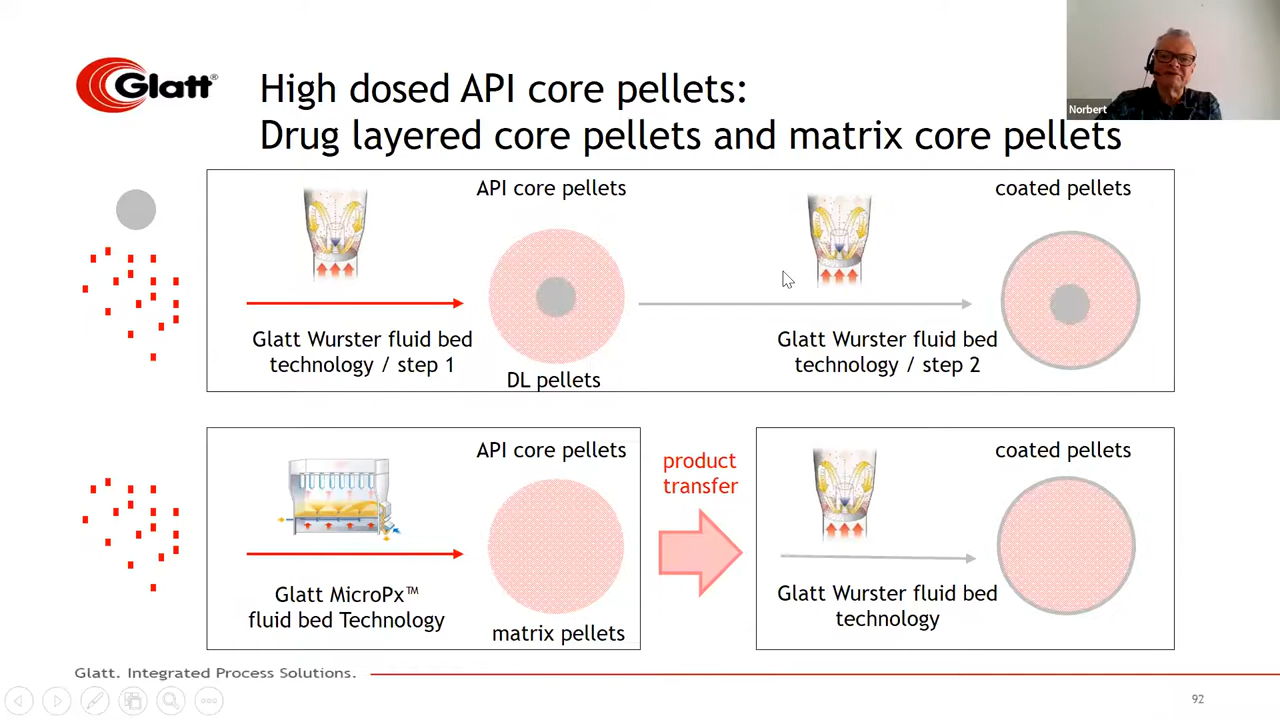 Glatt®
High dosed API core pellets:
Drug layered core pellets and matrix core pellets
Norbert
API core pellets
coated pellets
Glatt Wurster fluid bed
technology / step 1
DL pellets
Glatt Wurster fluid bed
technology / step 2
API core pellets
product
transfer
coated pellets
Glatt MicroPx™
fluid bed Technology
matrix pellets
Glatt Wurster fluid bed
technology
Glatt. Integrated Process Solutions.
92